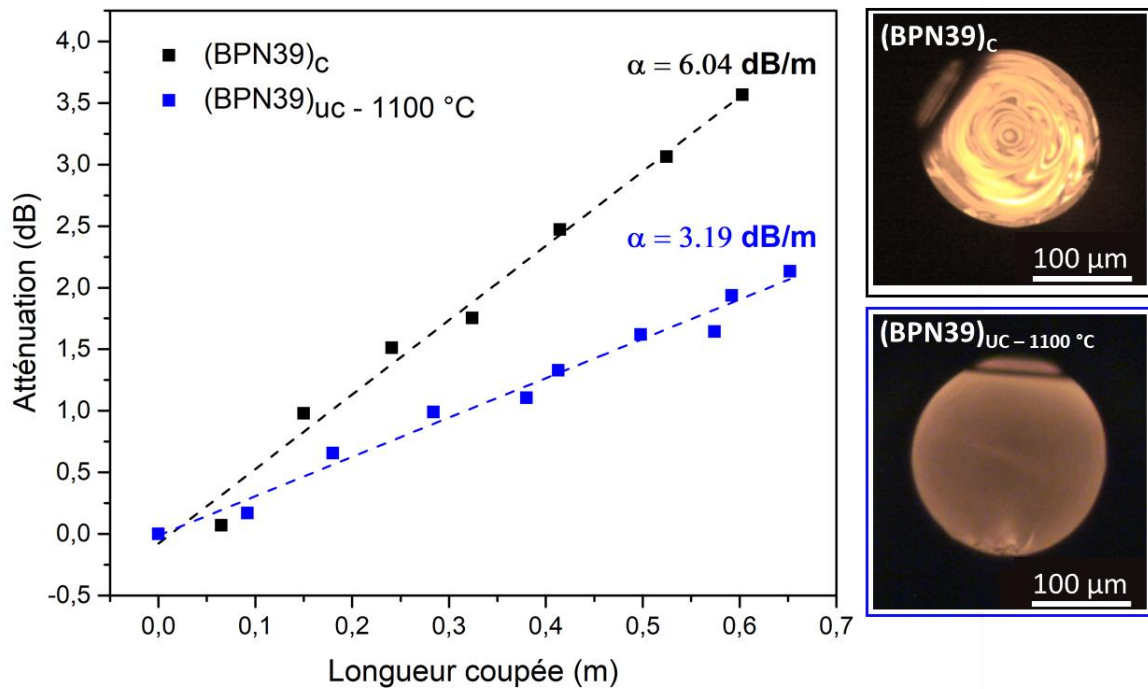 4,0
3,5
3,0
2,5
2,0
1,5
1,0
0,5
0,0
-0,5
Atténuation (dB)
(BPN39)C
(BPN39)UC - 1100 °C
α = 6.04 dB/m
α = 3.19 dB/m
0,0 0,1 0,2 0,3 0,4 0,5 0,6 0,7
Longueur coupée (m)
(BPN39)C
100 µm
(BPN39)UC – 1100 °C
100 µm